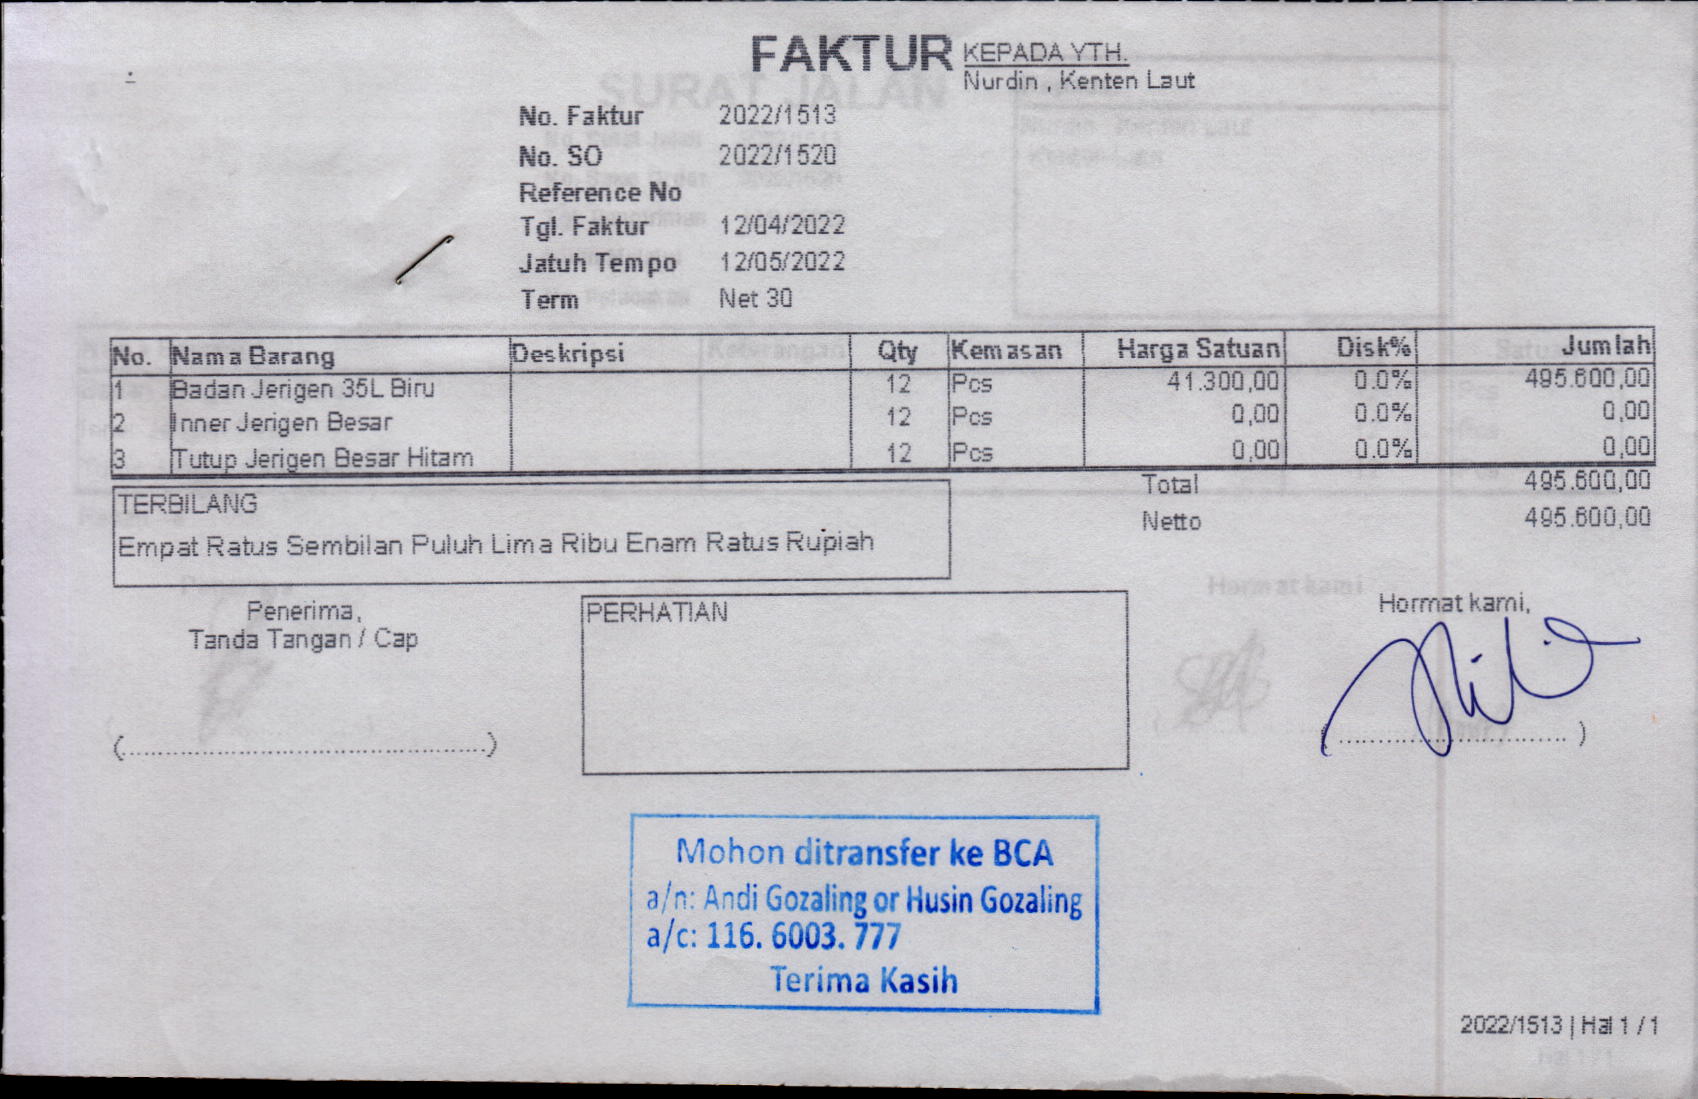 FAKTUR
KEPADA YTH.
Nurdin , Kenten Laut
No. Faktur 2022/1513
No. SO 2022/1520
Reference No
Tgl. Faktur 12/04/2022
Jatuh Tempo 12/05/2022
Term Net 30
No. Nama Barang Deskripsi Qty Kemasan Harga Satuan Disk% Jumlah
1 Badan Jerigen 35L Biru 12 Pcs 41.300,00 0.0% 495.600,00
2 Inner Jerigen Besar 12 Pcs 0,00 0.0% 0,00
3 Tutup Jerigen Besar Hitam 12 Pcs 0,00 0.0% 0,00
Total 495.600,00
Netto 495.600,00
TERBILANG
Empat Ratus Sembilan Puluh Lima Ribu Enam Ratus Rupiah
Penerima,
Tanda Tangan / Cap
(..............................................)
PERHATIAN
Hormat kami,
( ............................... )
Mohon ditransfer ke BCA
a/n: Andi Gozaling or Husin Gozaling
a/c: 116. 6003. 777
Terima Kasih
2022/1513 | Hal 1 / 1